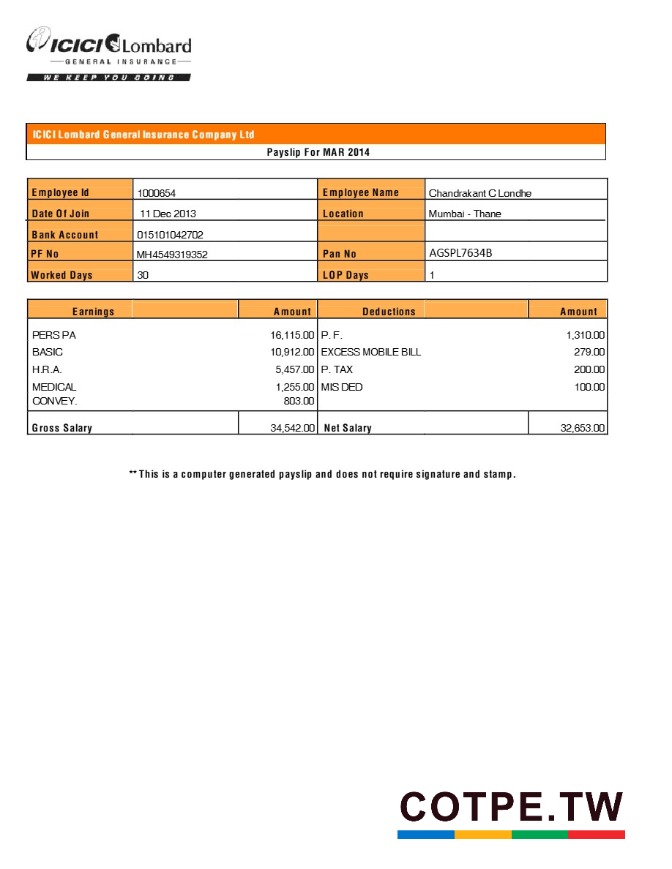 ICICI Lombard
GENERAL INSURANCE
WE KEEP YOU GOING
ICICI Lombard General Insurance Company Ltd
Payslip For MAR 2014
Employee Id 1000654 Employee Name Chandrakant C Londhe
Date Of Join 11 Dec 2013 Location Mumbai - Thane
Bank Account 015101042702
PF No MH4549319352 Pan No AGSPL7634B
Worked Days 30 LOP Days 1
Earnings Amount Deductions Amount
PERS PA 16,115.00 P. F. 1,310.00
BASIC 10,912.00 EXCESS MOBILE BILL 279.00
H.R.A. 5,457.00 P. TAX 200.00
MEDICAL 1,255.00 MIS DED 100.00
CONVEY. 803.00
Gross Salary 34,542.00 Net Salary 32,653.00
**This is a computer generated payslip and does not require signature and stamp.
COTPE.TW